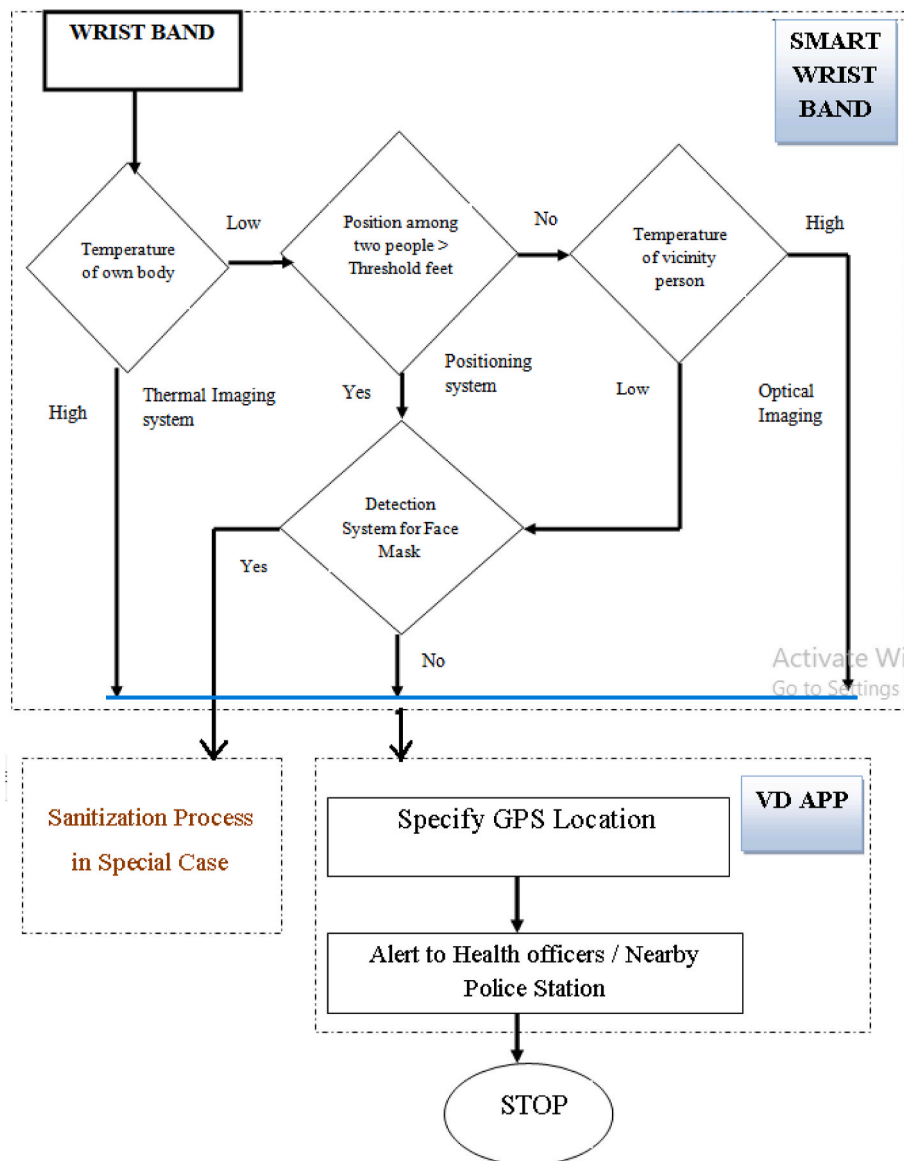 WRIST BAND
SMART
WRIST
BAND
Temperature
of own body
Low
Position among
two people >
Threshold feet
No
Temperature
of vicinity
person
High
High
Thermal Imaging
system
Yes
Positioning
system
Low
Optical
Imaging
Detection
System for Face
Mask
Yes
No
Activate Wi
Go to Settings
Sanitization Process
in Special Case
VD APP
Specify GPS Location
Alert to Health officers / Nearby
Police Station
STOP